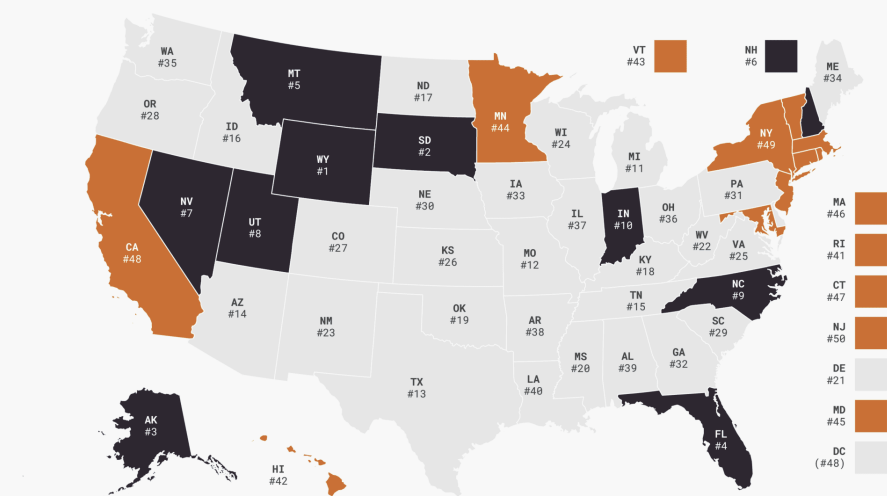 WA
#35
OR
#28
CA
#48
ID
#16
NV
#7
MT
#5
WY
#1
UT
#8
AZ
#14
CO
#27
NM
#23
ND
#17
SD
#2
NE
#30
KS
#26
OK
#19
TX
#13
MN
#44
IA
#33
MO
#12
AR
#38
LA
#40
WI
#24
IL
#37
MI
#11
IN
#10
OH
#36
KY
#18
TN
#15
MS
#20
AL
#39
GA
#32
FL
#4
SC
#29
NC
#9
VA
#25
WV
#22
PA
#31
NY
#49
VT
#43
NH
#6
ME
#34
MA
#46
RI
#41
CT
#47
NJ
#50
DE
#21
MD
#45
DC
(#48)
AK
#3
HI
#42